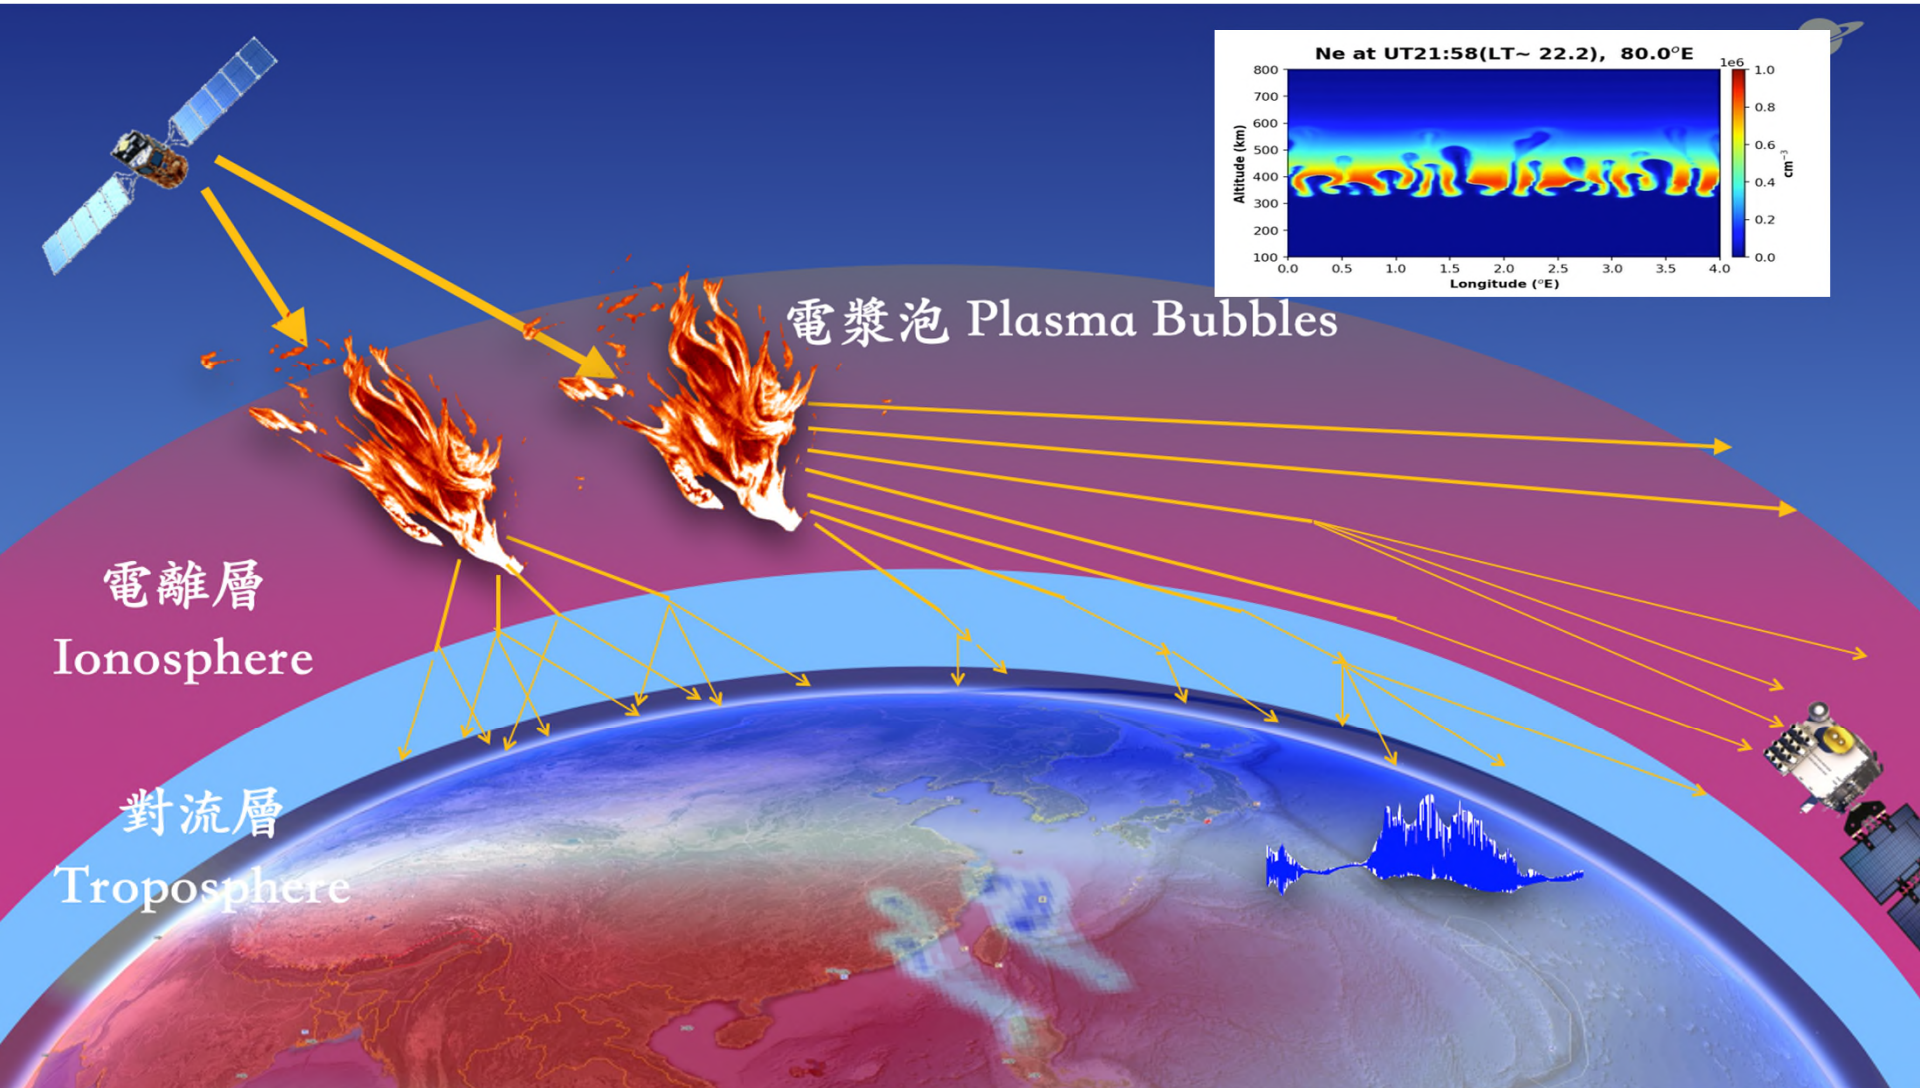 Ne at UT21:58(LT~ 22.2), 80.0°E
1e6
800
700
600
500
400
300
200
100
Altitude (km)
0.0 0.5 1.0 1.5 2.0 2.5 3.0 3.5 4.0
Longitude (°E)
1.0
0.8
0.6
0.4
0.2
0.0
cm⁻³
電漿泡 Plasma Bubbles
電離層
Ionosphere
對流層
Troposphere